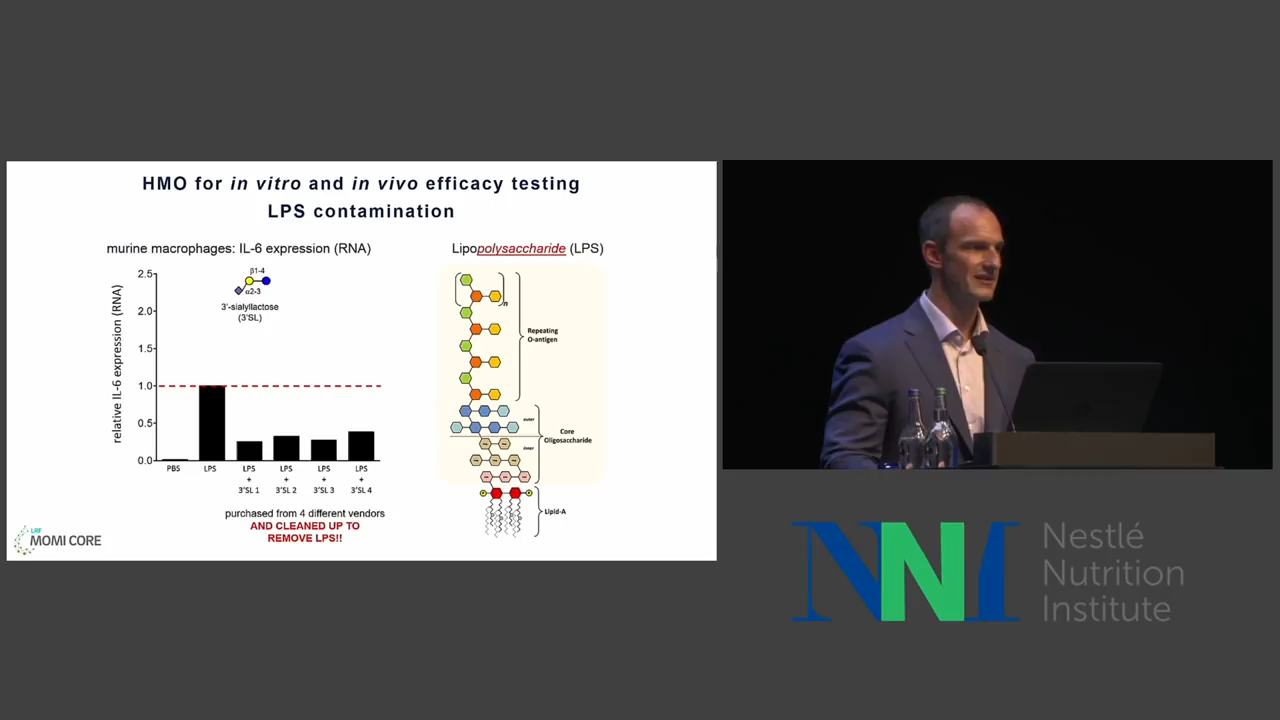 HMO for in vitro and in vivo efficacy testing
LPS contamination
murine macrophages: IL-6 expression (RNA)
relative IL-6 expression (RNA)
2.5
2.0
1.5
1.0
0.5
0.0
β1-4
α2-3
3'-sialyllactose
(3'SL)
PBS
LPS
LPS
+
3'SL 1
LPS
+
3'SL 2
LPS
+
3'SL 3
LPS
+
3'SL 4
purchased from 4 different vendors
AND CLEANED UP TO
REMOVE LPS!!
Lipopolysaccharide (LPS)
n
Repeating
O-antigen
outer
inner
Core
Oligosaccharide
Lipid-A
LRF
MOMI CORE
NNI
Nestlé
Nutrition
Institute